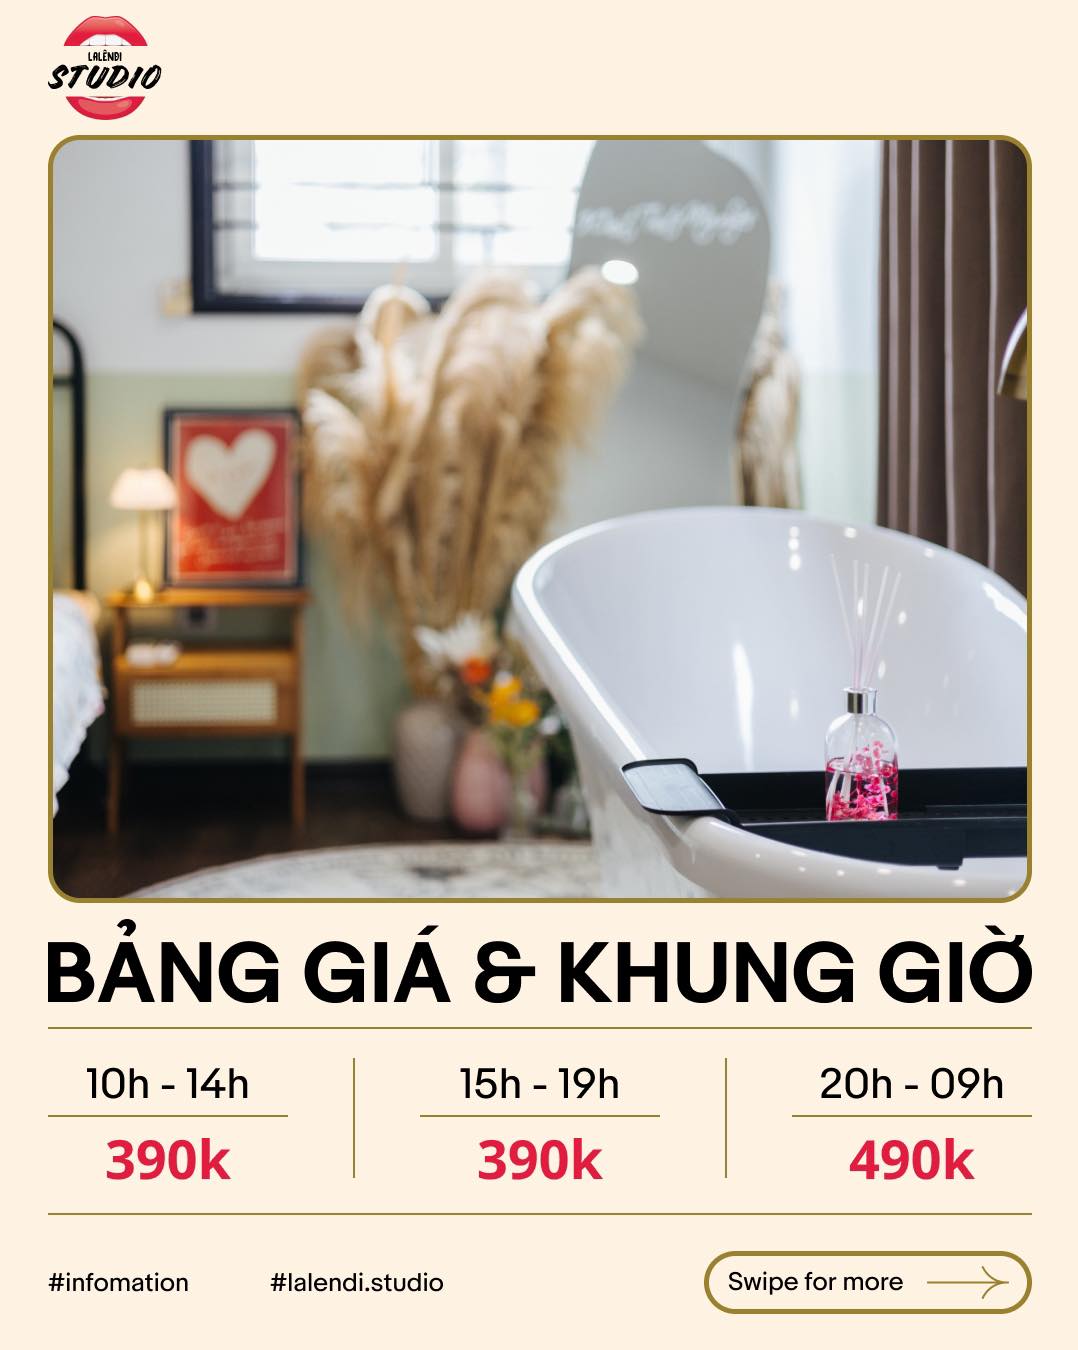 LALÊNDI
STUDIO
BẢNG GIÁ & KHUNG GIỜ
10h - 14h
390k
15h - 19h
390k
20h - 09h
490k
#infomation
#lalendi.studio
Swipe for more